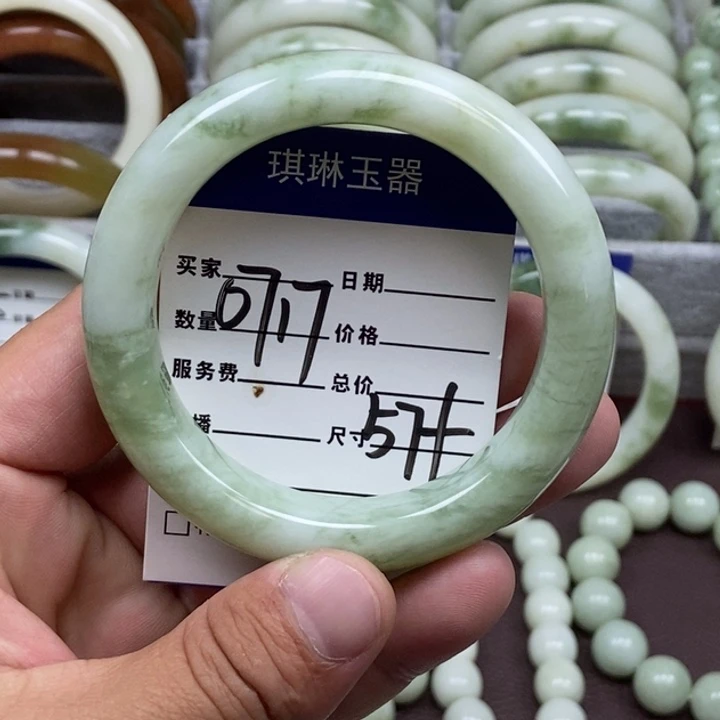 琪琳玉器
买家 日期
0717
数量 价格
服务费 总价
播 尺寸 57+